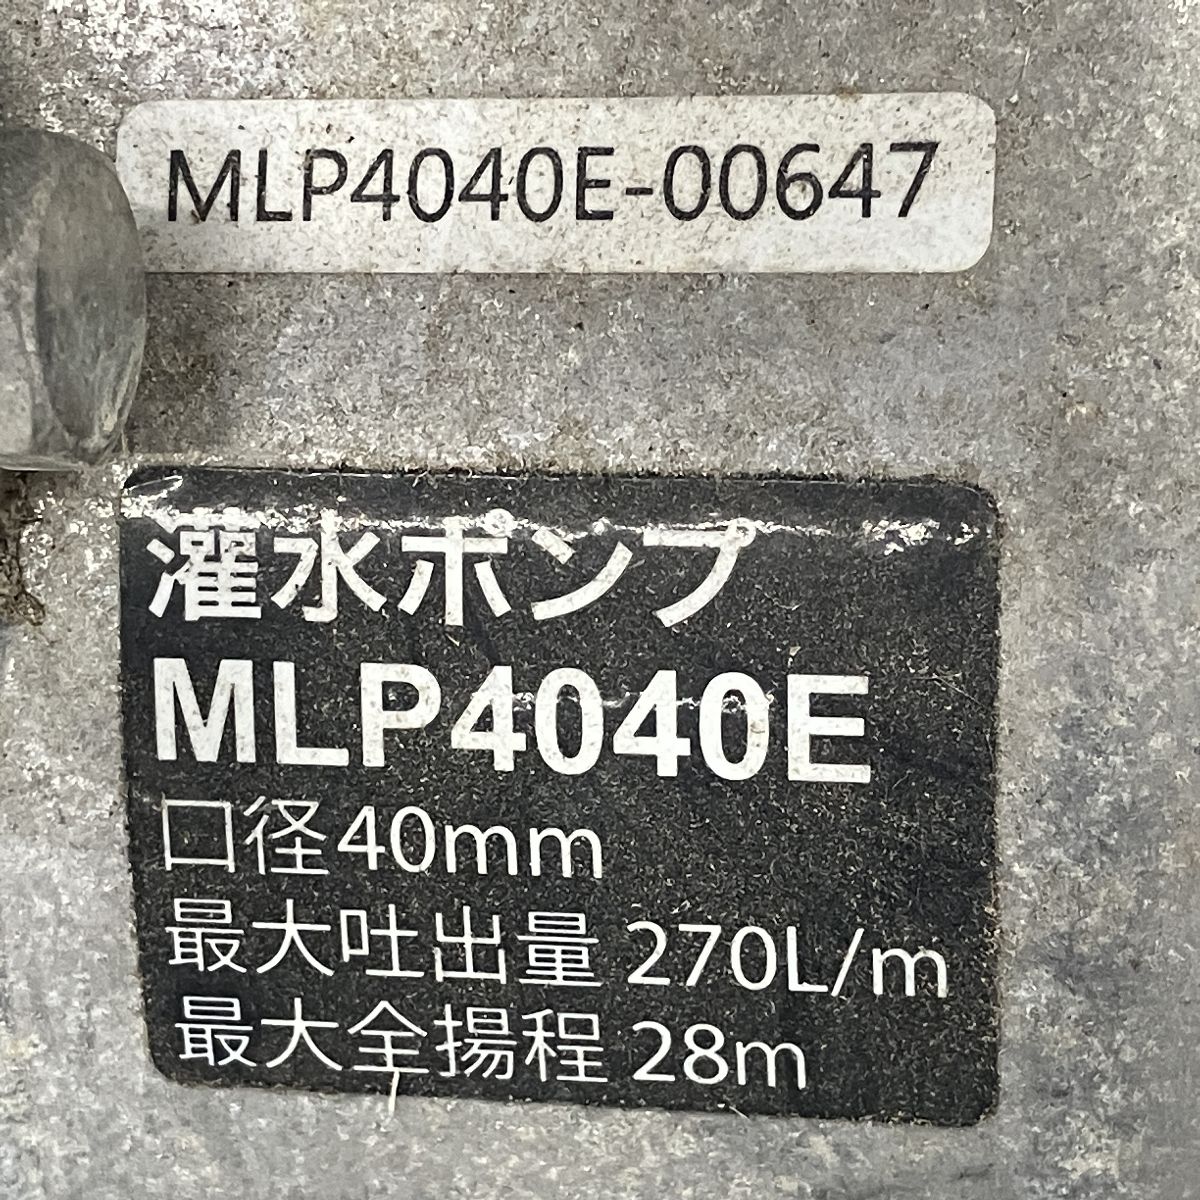 MLP4040E-00647
灌水ポンプ
MLP4040E
口径40mm
最大吐出量 270L/m
最大全揚程 28m